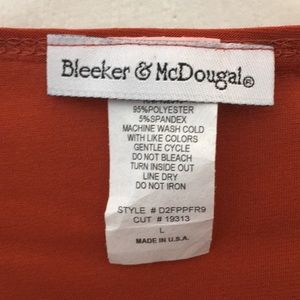 Bleeker & McDougal®
95%POLYESTER
5%SPANDEX
MACHINE WASH COLD
WITH LIKE COLORS
GENTLE CYCLE
DO NOT BLEACH
TURN INSIDE OUT
LINE DRY
DO NOT IRON
STYLE # D2FPPFR9
CUT # 19313
L
MADE IN U.S.A.